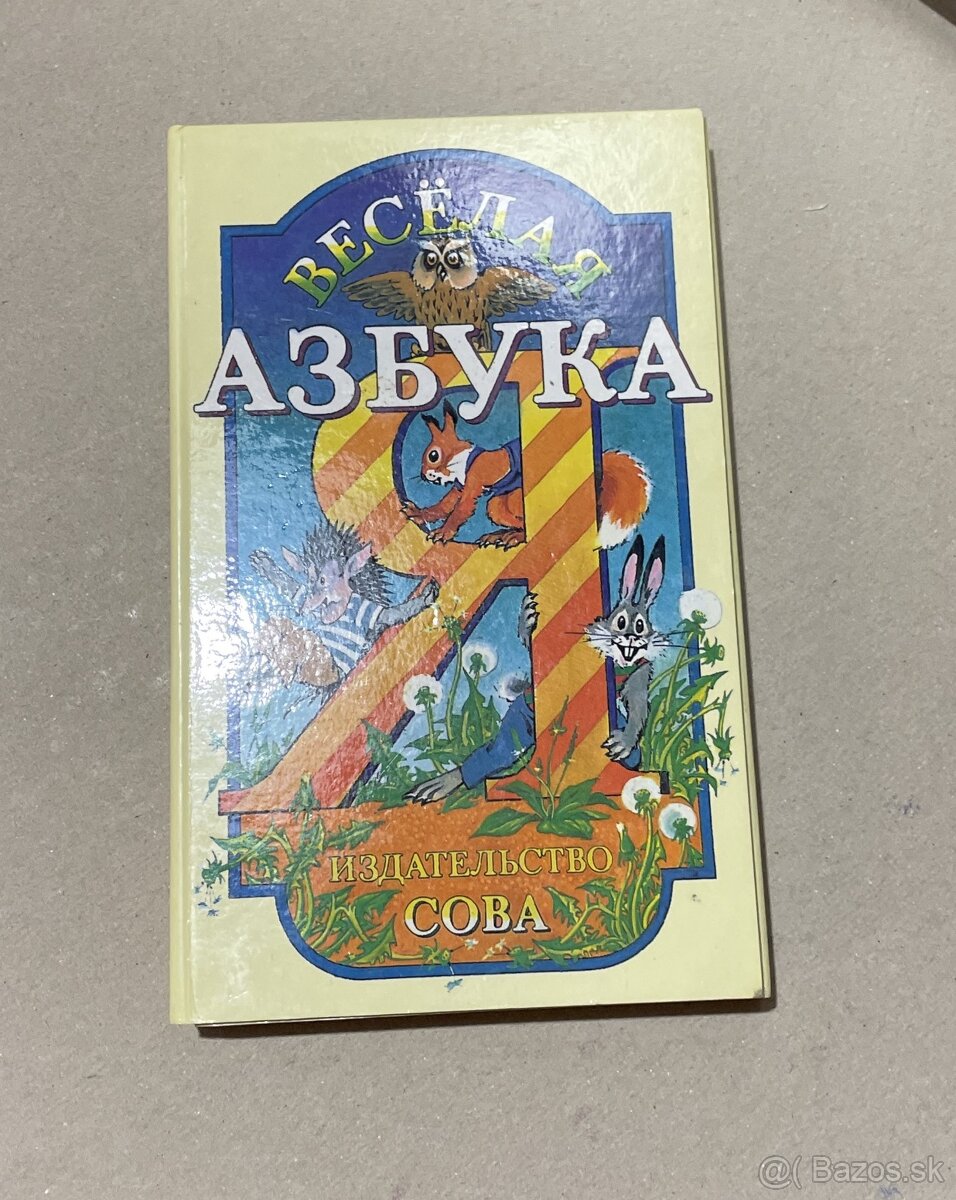 ВЕСЁЛАЯ
АЗБУКА
Я
ИЗДАТЕЛЬСТВО
СОВА
@( Bazos.sk